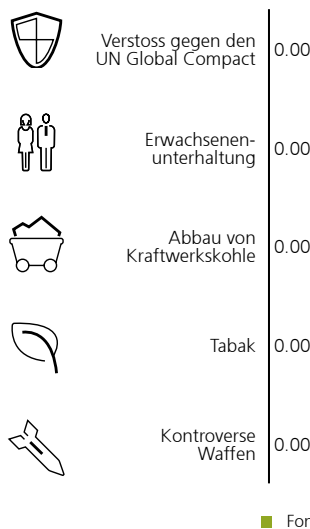 Verstoss gegen den
UN Global Compact
0.00
Erwachsenen-
unterhaltung
0.00
Abbau von
Kraftwerkskohle
0.00
Tabak
0.00
Kontroverse
Waffen
0.00
For